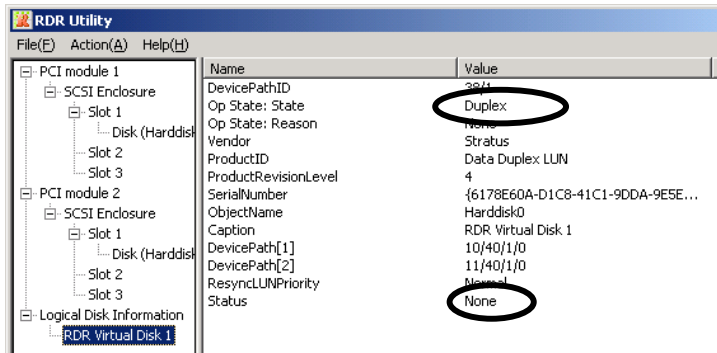 RDR Utility
File(F) Action(A) Help(H)
PCI module 1
SCSI Enclosure
Slot 1
Disk (Harddisk
Slot 2
Slot 3
PCI module 2
SCSI Enclosure
Slot 1
Disk (Harddisk
Slot 2
Slot 3
Logical Disk Information
RDR Virtual Disk 1
Name Value
DevicePathID 38/1
Op State: State Duplex
Op State: Reason None
Vendor Stratus
ProductID Data Duplex LUN
ProductRevisionLevel 4
SerialNumber {6178E60A-D1C8-41C1-9DDA-9E5E...
ObjectName Harddisk0
Caption RDR Virtual Disk 1
DevicePath[1] 10/40/1/0
DevicePath[2] 11/40/1/0
ResyncLUNPriority Normal
Status None